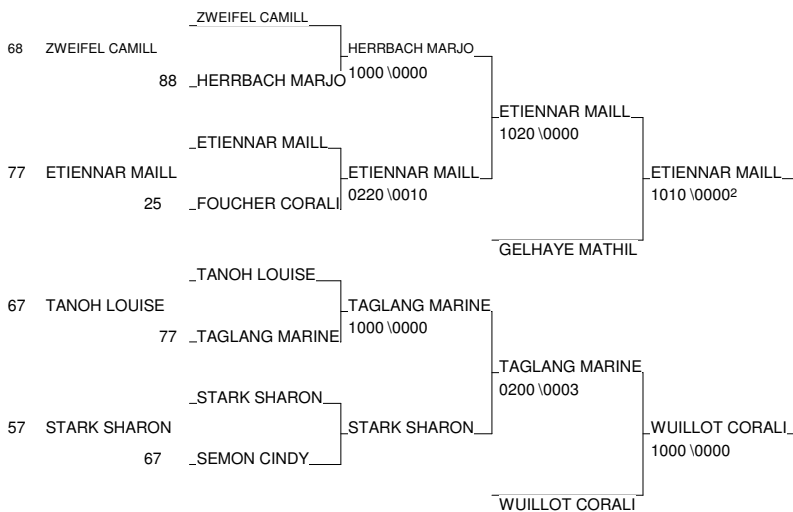 ZWEIFEL CAMILL
68 ZWEIFEL CAMILL
HERRBACH MARJO
88 HERRBACH MARJO
1000 \0000
ETIENNAR MAILL
1020 \0000
ETIENNAR MAILL
77 ETIENNAR MAILL
ETIENNAR MAILL
0220 \0010
ETIENNAR MAILL
1010 \0000²
25 FOUCHER CORALI
GELHAYE MATHIL
TANOH LOUISE
67 TANOH LOUISE
TAGLANG MARINE
1000 \0000
77 TAGLANG MARINE
TAGLANG MARINE
0200 \0003
STARK SHARON
57 STARK SHARON
STARK SHARON
WUILLOT CORALI
1000 \0000
67 SEMON CINDY
WUILLOT CORALI